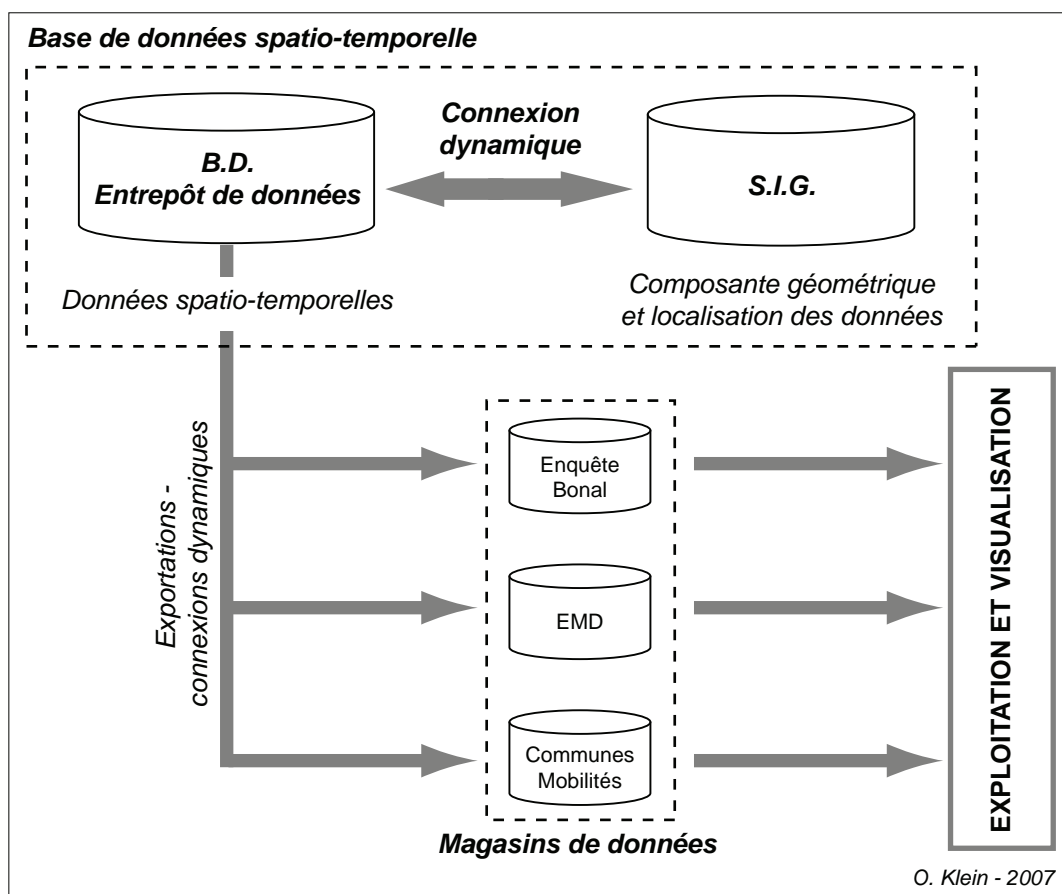 Base de données spatio-temporelle
B.D.
Entrepôt de données
Connexion
dynamique
S.I.G.
Données spatio-temporelles
Composante géométrique
et localisation des données
Exportations -
connexions dynamiques
Enquête
Bonal
EMD
Communes
Mobilités
Magasins de données
EXPLOITATION ET VISUALISATION
O. Klein - 2007